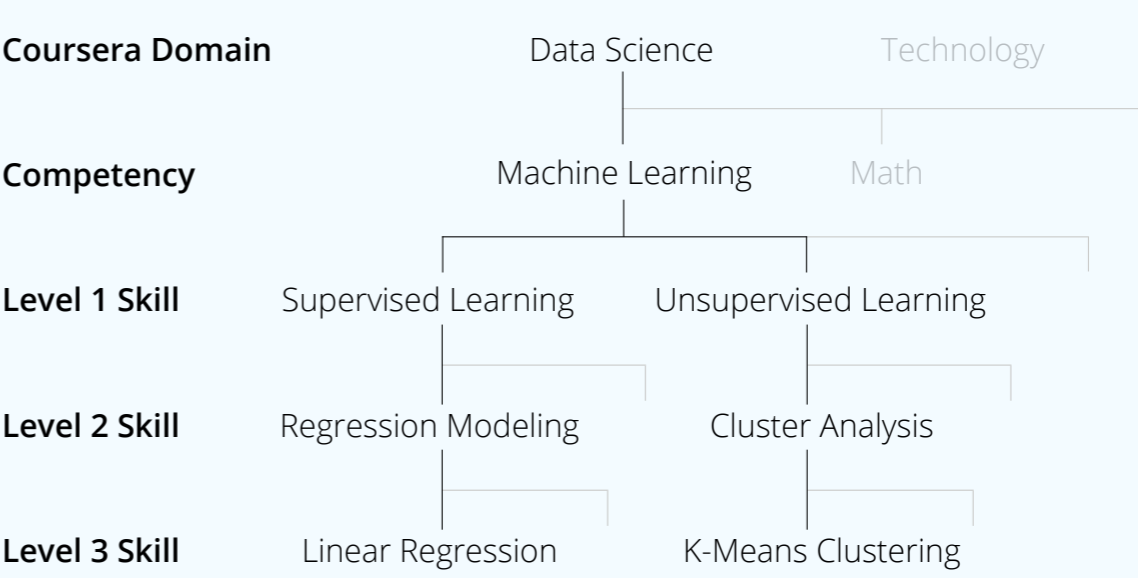 Coursera Domain Data Science Technology
Competency Machine Learning Math
Level 1 Skill Supervised Learning Unsupervised Learning
Level 2 Skill Regression Modeling Cluster Analysis
Level 3 Skill Linear Regression K-Means Clustering